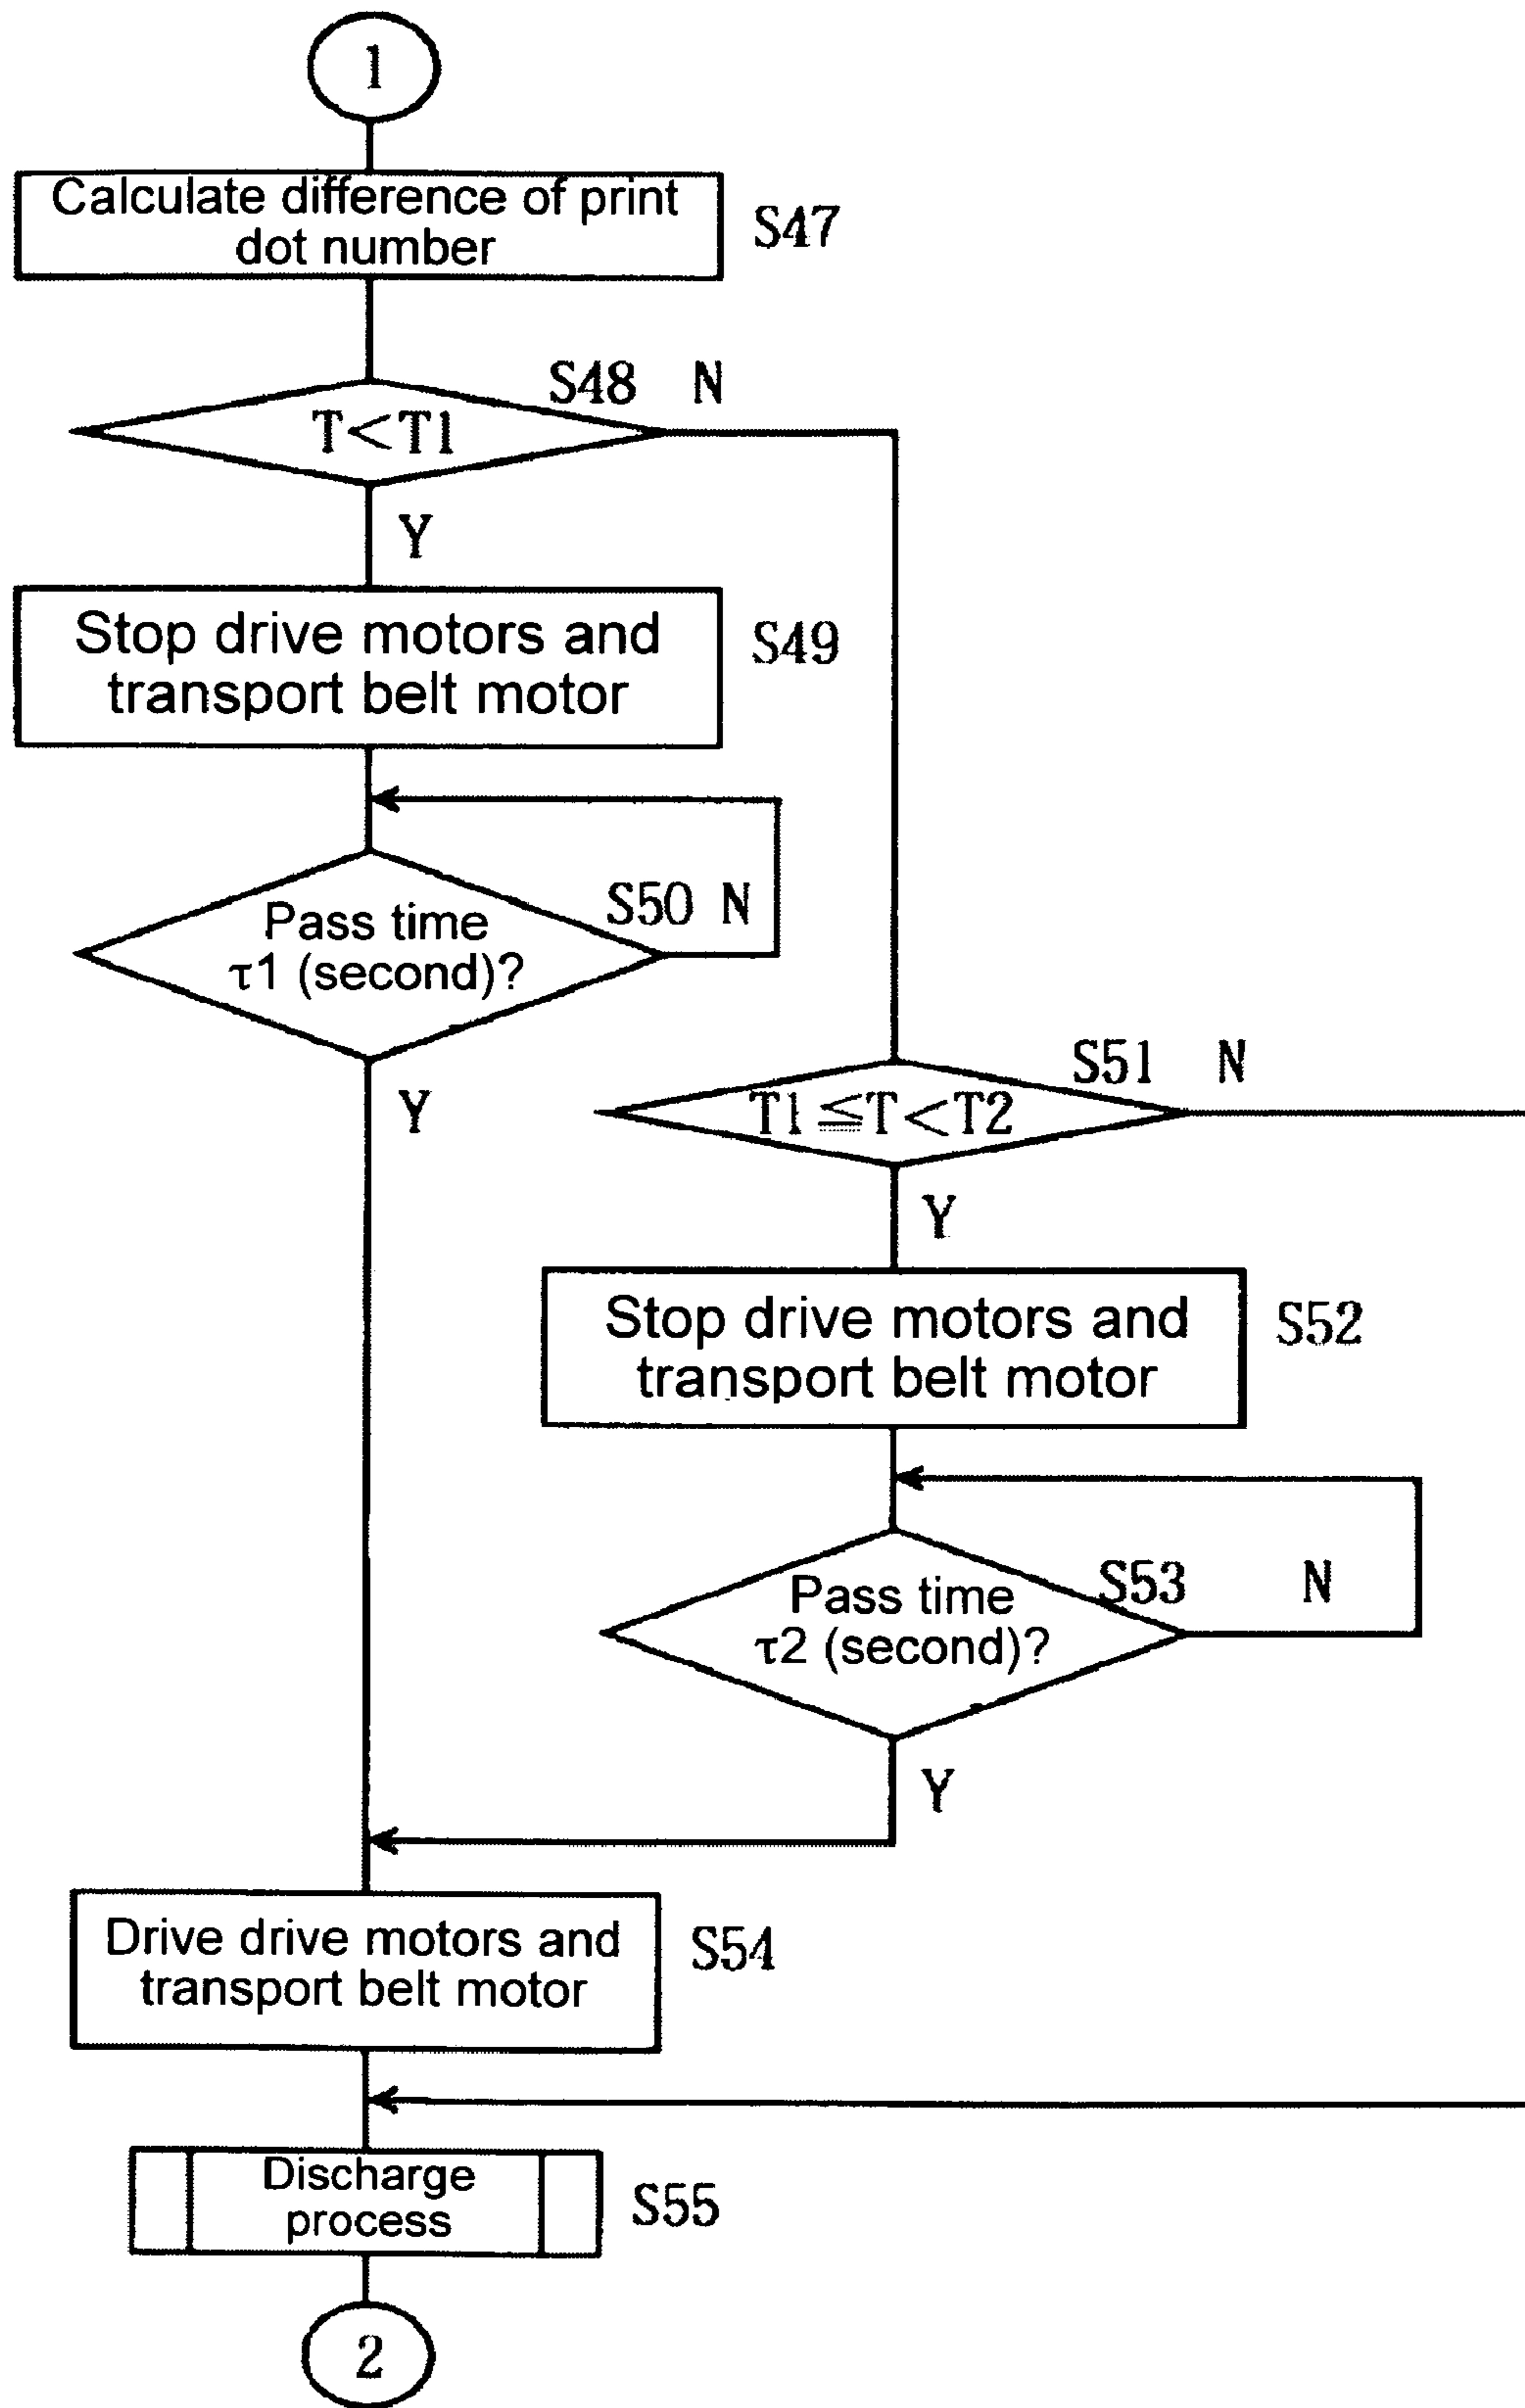 1
Calculate difference of print
dot number
S47
S48 N
T<T1
Y
Stop drive motors and
transport belt motor
S49
S50 N
Pass time
τ1 (second)?
Y
S51 N
T1≦T<T2
Y
Stop drive motors and
transport belt motor
S52
S53 N
Pass time
τ2 (second)?
Y
Drive drive motors and
transport belt motor
S54
Discharge
process
S55
2